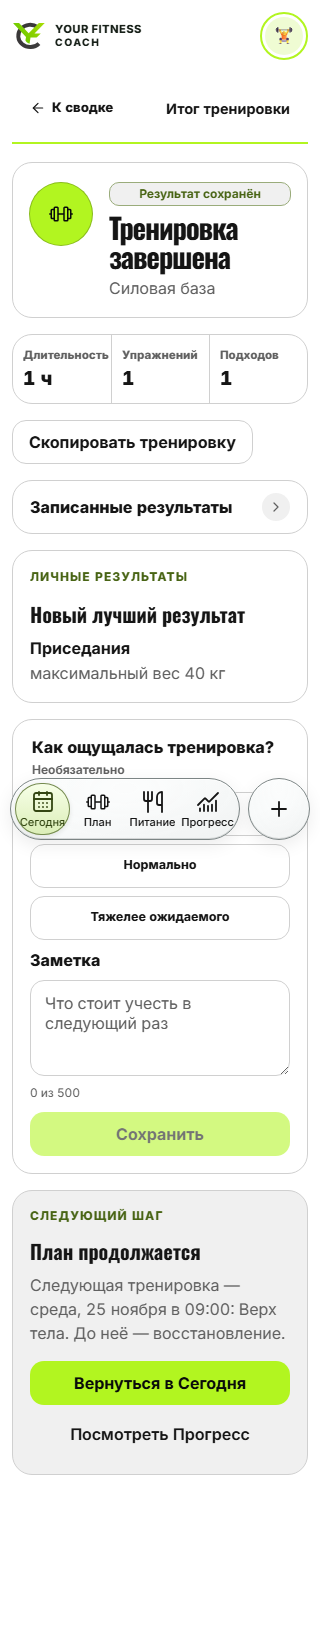 YOUR FITNESS
COACH
← К сводке
Итог тренировки
Результат сохранён
Тренировка
завершена
Силовая база
Длительность
Упражнений
Подходов
1 ч
1
1
Скопировать тренировку
Записанные результаты
ЛИЧНЫЕ РЕЗУЛЬТАТЫ
Новый лучший результат
Приседания
максимальный вес 40 кг
Как ощущалась тренировка?
Необязательно
Сегодня
План
Питание
Прогресс
Нормально
Тяжелее ожидаемого
Заметка
Что стоит учесть в
следующий раз
0 из 500
Сохранить
СЛЕДУЮЩИЙ ШАГ
План продолжается
Следующая тренировка —
среда, 25 ноября в 09:00: Верх
тела. До неё — восстановление.
Вернуться в Сегодня
Посмотреть Прогресс